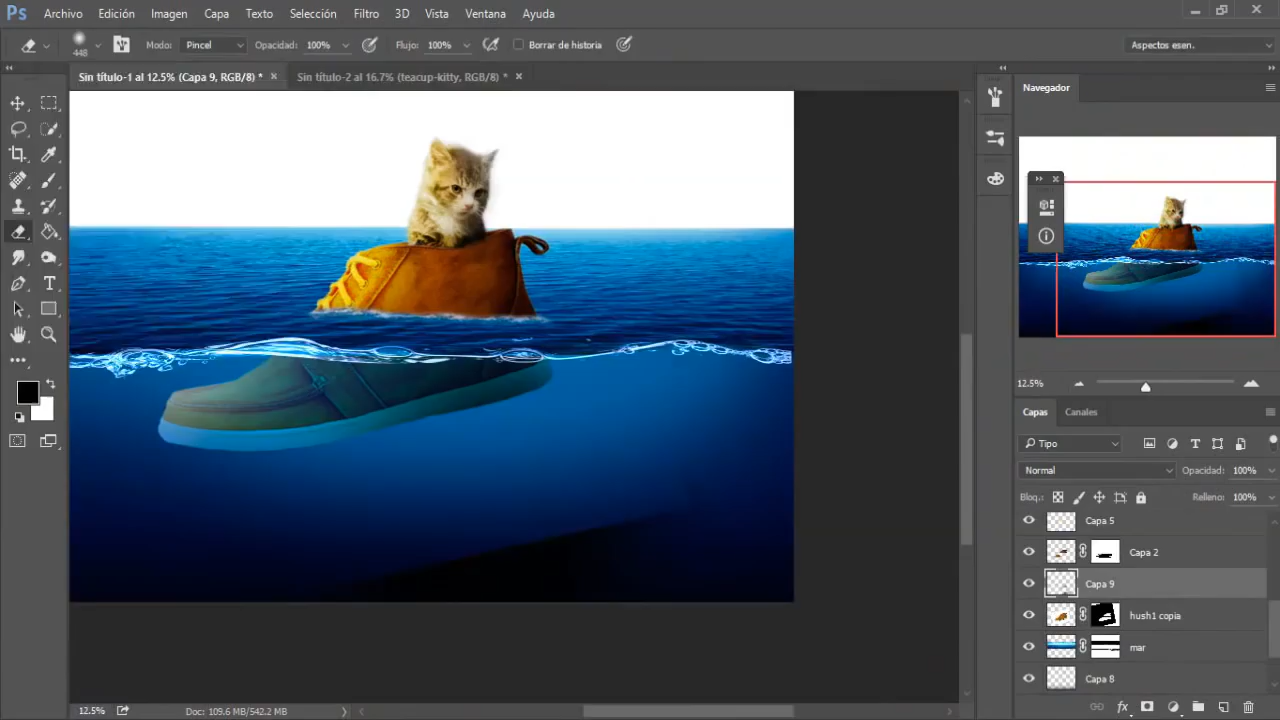 Ps Archivo Edición Imagen Capa Texto Selección Filtro 3D Vista Ventana Ayuda
448 Modo: Pincel Opacidad: 100% Flujo: 100% Borrar de historia Aspectos esen.
Sin título-1 al 12.5% (Capa 9, RGB/8) * Sin título-2 al 16.7% (teacup-kitty, RGB/8) *
Navegador
12.5%
Capas Canales
Tipo
Normal Opacidad: 100%
Bloq.: Relleno: 100%
Capa 5
Capa 2
Capa 9
hush1 copia
mar
Capa 8
12.5% Doc: 109.6 MB/542.2 MB
fx